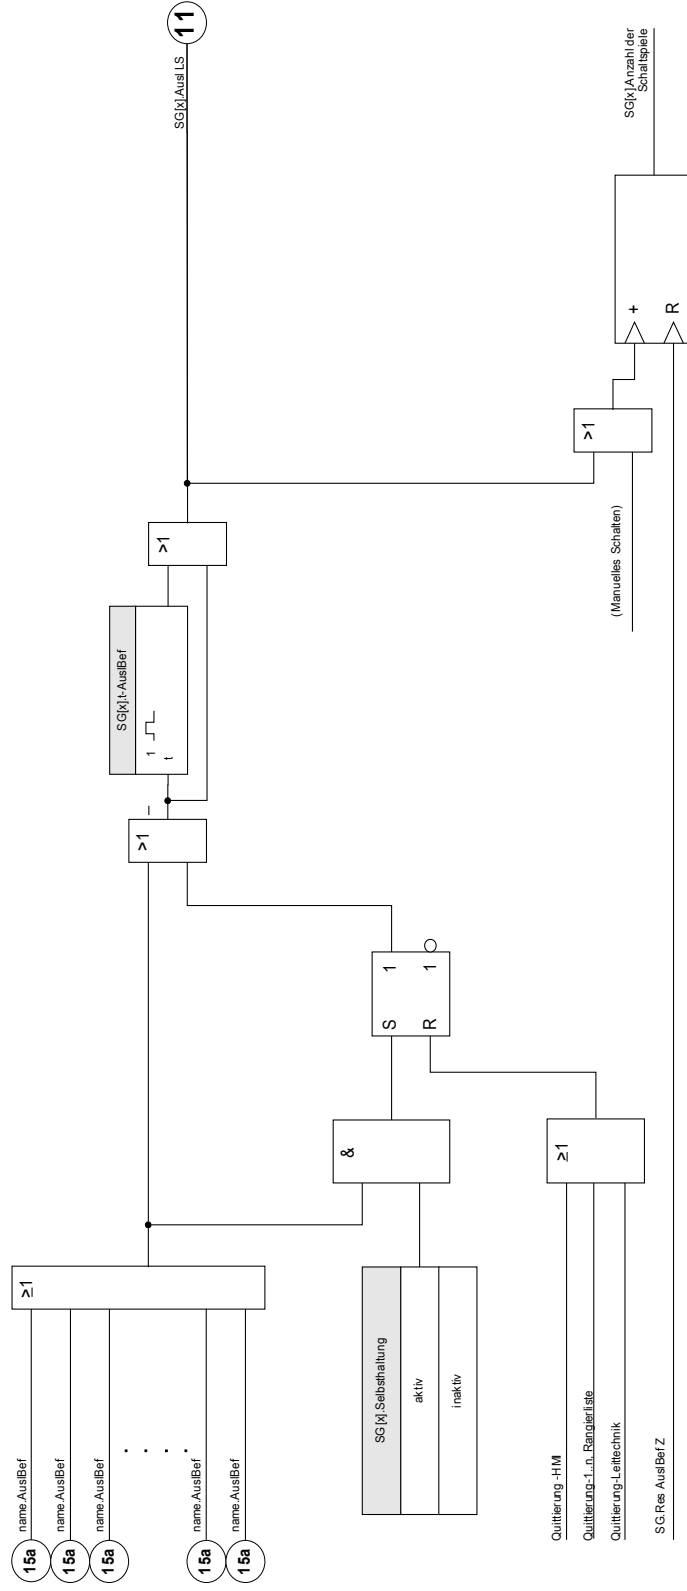 15a
name.AuslBef
15a
name.AuslBef
15a
name.AuslBef
. . . .
15a
name.AuslBef
15a
name.AuslBef
≥1
SG[x].Selbsthaltung
aktiv
inaktiv
&
Quittierung -HMI
Quittierung-1..n, Rangierliste
Quittierung-Leittechnik
≥1
S 1
R 1
>1
SG[x].t-AuslBef
1
t
>1
SG[x].Ausl LS
11
(Manuelles Schalten)
>1
SG.Res AuslBef Z
+
R
SG[x].Anzahl der
Schaltspiele